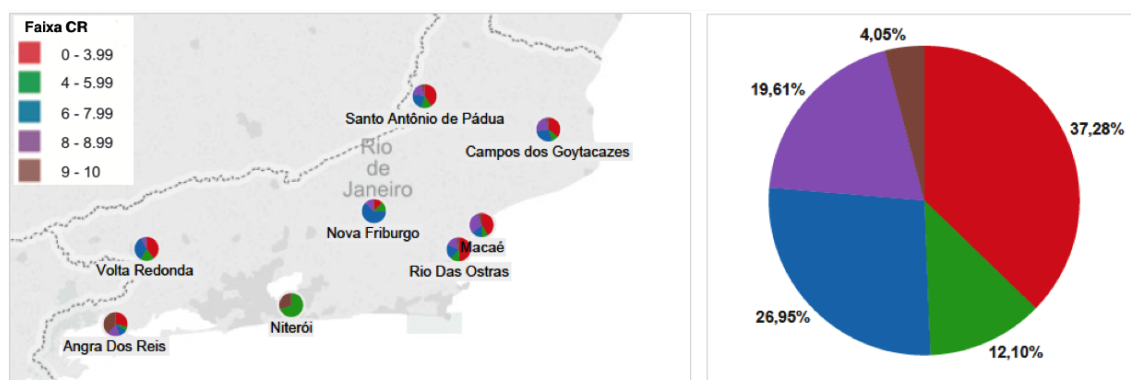 Faixa CR
0 - 3.99
4 - 5.99
6 - 7.99
8 - 8.99
9 - 10
Santo Antônio de Pádua
Campos dos Goytacazes
Rio
de
Janeiro
Nova Friburgo
Macaé
Rio Das Ostras
Volta Redonda
Niterói
Angra Dos Reis
4,05%
19,61%
37,28%
26,95%
12,10%